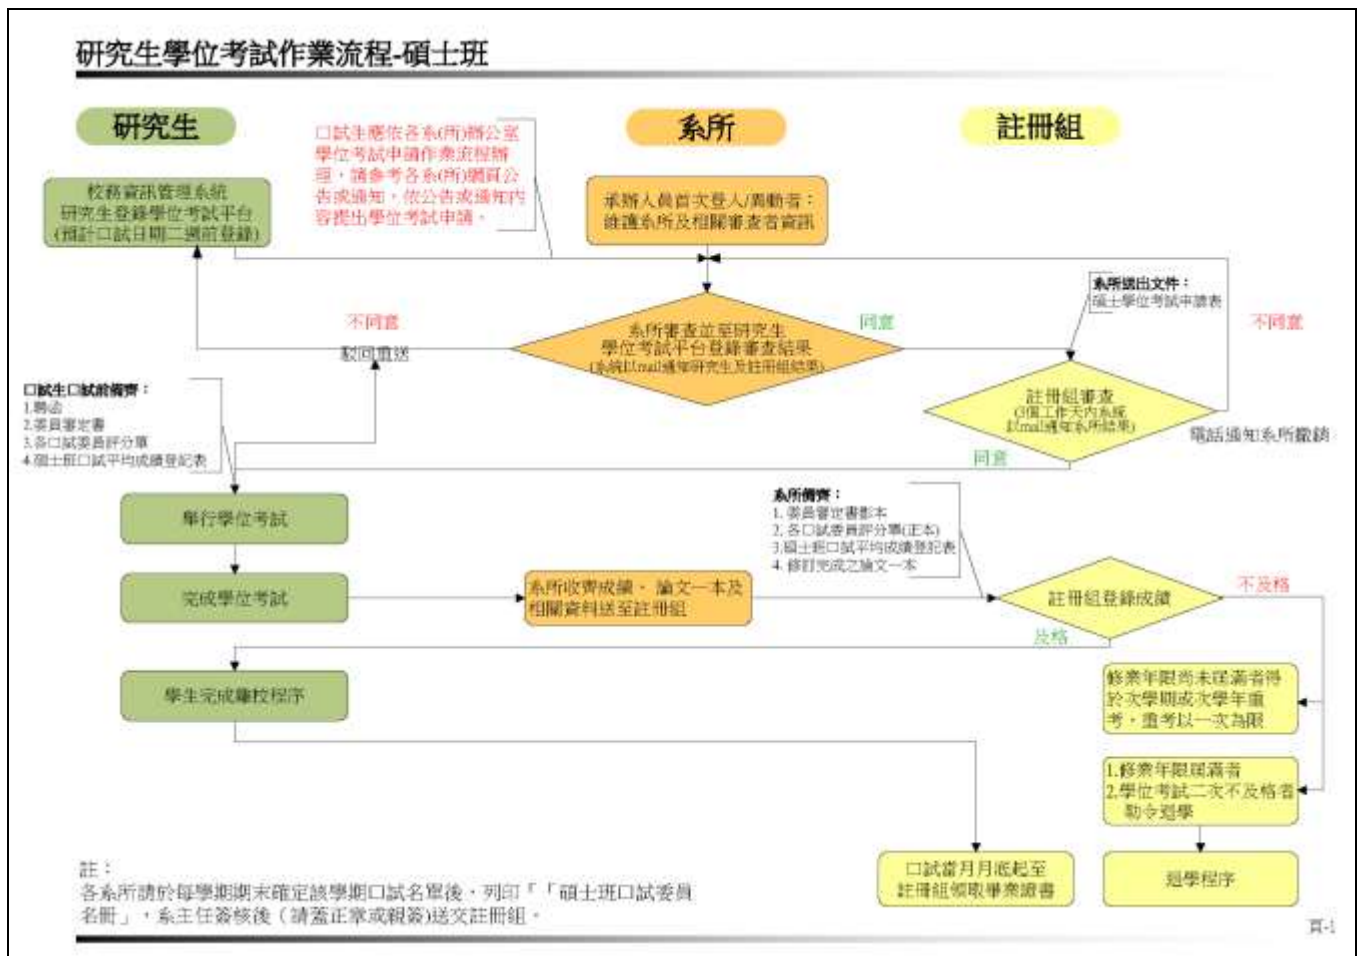 研究生學位考試作業流程-碩士班
研究生
系所
註冊組
口試生應依各系(所)辦公室
學位考試申請作業流程辦
理，請參考各系(所)網頁公
告或通知，依公告或通知內
容提出學位考試申請。
校務資訊管理系統
研究生登錄學位考試平台
(預計口試日期二週前登錄)
承辦人員首次登入/異動者：
維護系所及相關審查者資訊
系所送出文件：
碩士學位考試申請表
不同意
駁回重送
系所審查並至研究生
學位考試平台登錄審查結果
(系統以mail通知研究生及註冊組結果)
同意
不同意
口試生口試前備齊：
1.聘函
2.委員審定書
3.各口試委員評分單
4.碩士班口試平均成績登記表
註冊組審查
(3個工作天內系統
以mail通知系所結果)
電話通知系所撤銷
同意
舉行學位考試
系所備齊：
1. 委員審定書影本
2. 各口試委員評分單(正本)
3.碩士班口試平均成績登記表
4. 修訂完成之論文一本
完成學位考試
系所收齊成績、 論文一本及
相關資料送至註冊組
註冊組登錄成績
不及格
及格
學生完成離校程序
修業年限尚未屆滿者得
於次學期或次學年重
考，重考以一次為限
1.修業年限屆滿者
2.學位考試二次不及格者
勒令退學
口試當月月底起至
註冊組領取畢業證書
退學程序
註：
各系所請於每學期期末確定該學期口試名單後，列印「「碩士班口試委員
名冊」，系主任簽核後（請蓋正章或親簽)送交註冊組。
頁-1